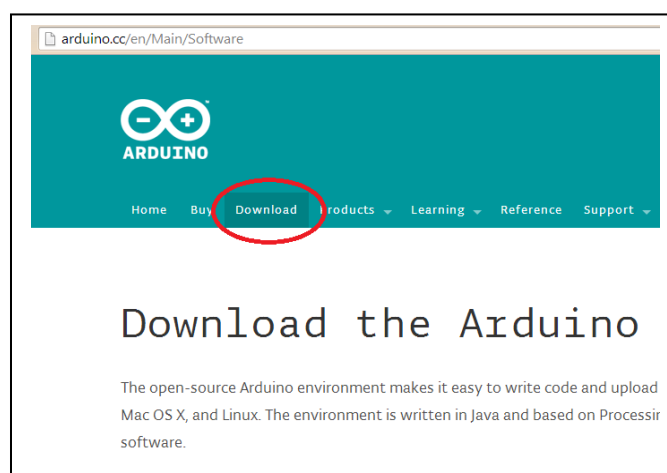 arduino.cc/en/Main/Software
ARDUINO
Home Buy Download Products Learning Reference Support
Download the Arduino
The open-source Arduino environment makes it easy to write code and upload
Mac OS X, and Linux. The environment is written in Java and based on
software.